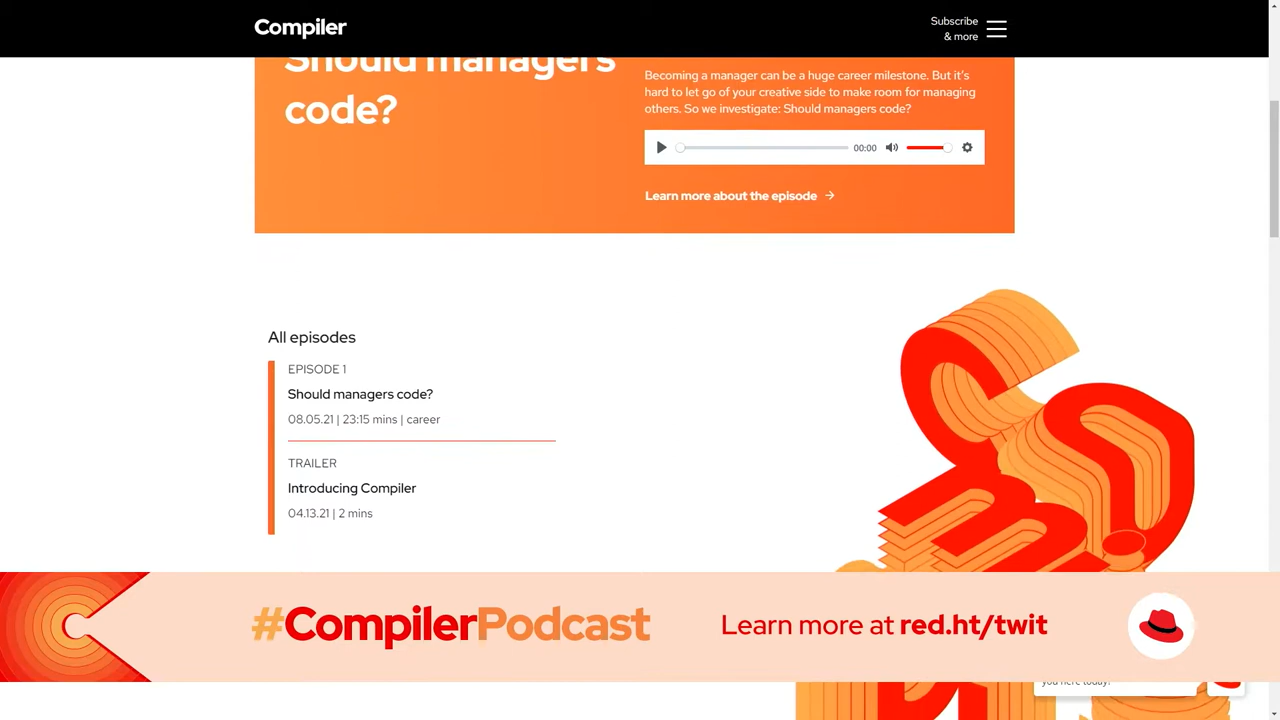 Compiler
Subscribe
& more
Should managers
code?
Becoming a manager can be a huge career milestone. But it's
hard to let go of your creative side to make room for managing
others. So we investigate: Should managers code?
00:00
Learn more about the episode →
All episodes
EPISODE 1
Should managers code?
08.05.21 | 23:15 mins | career
TRAILER
Introducing Compiler
04.13.21 | 2 mins
#CompilerPodcast
Learn more at red.ht/twit
you here today?